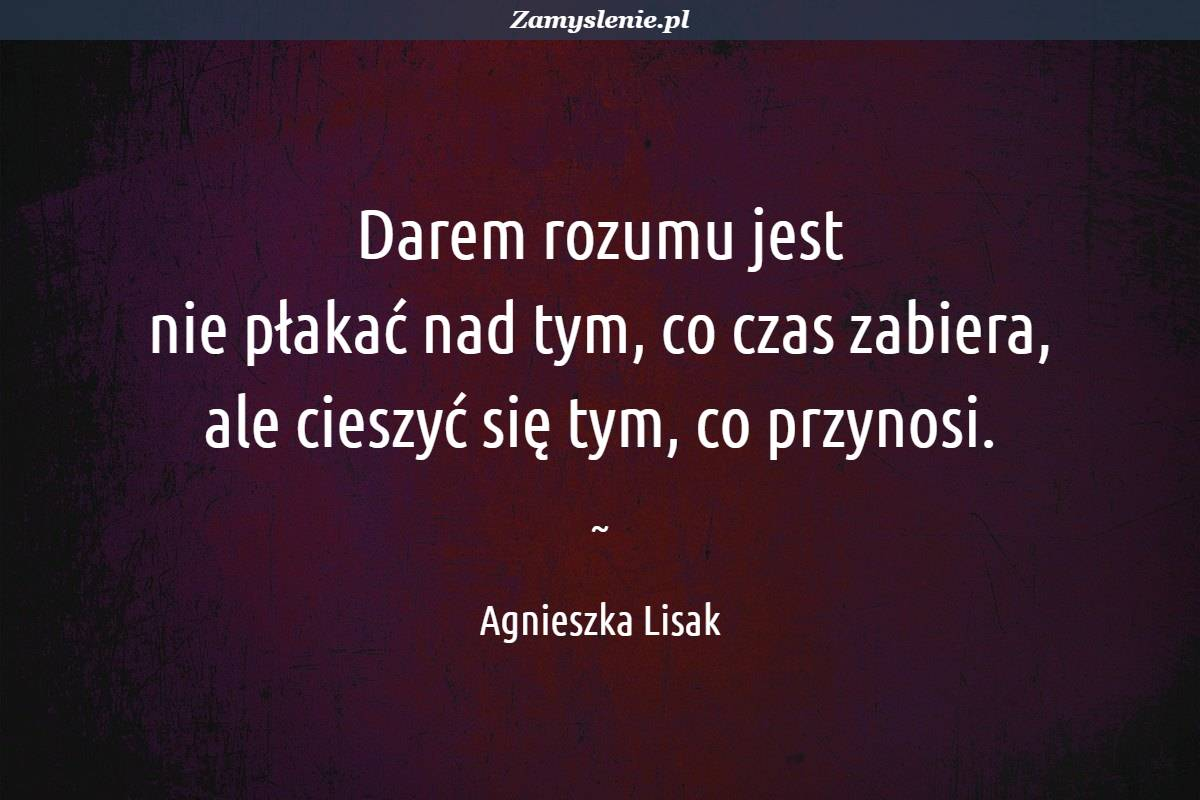 Zamyslenie.pl
Darem rozumu jest
nie płakać nad tym, co czas zabiera,
ale cieszyć się tym, co przynosi.
~
Agnieszka Lisak